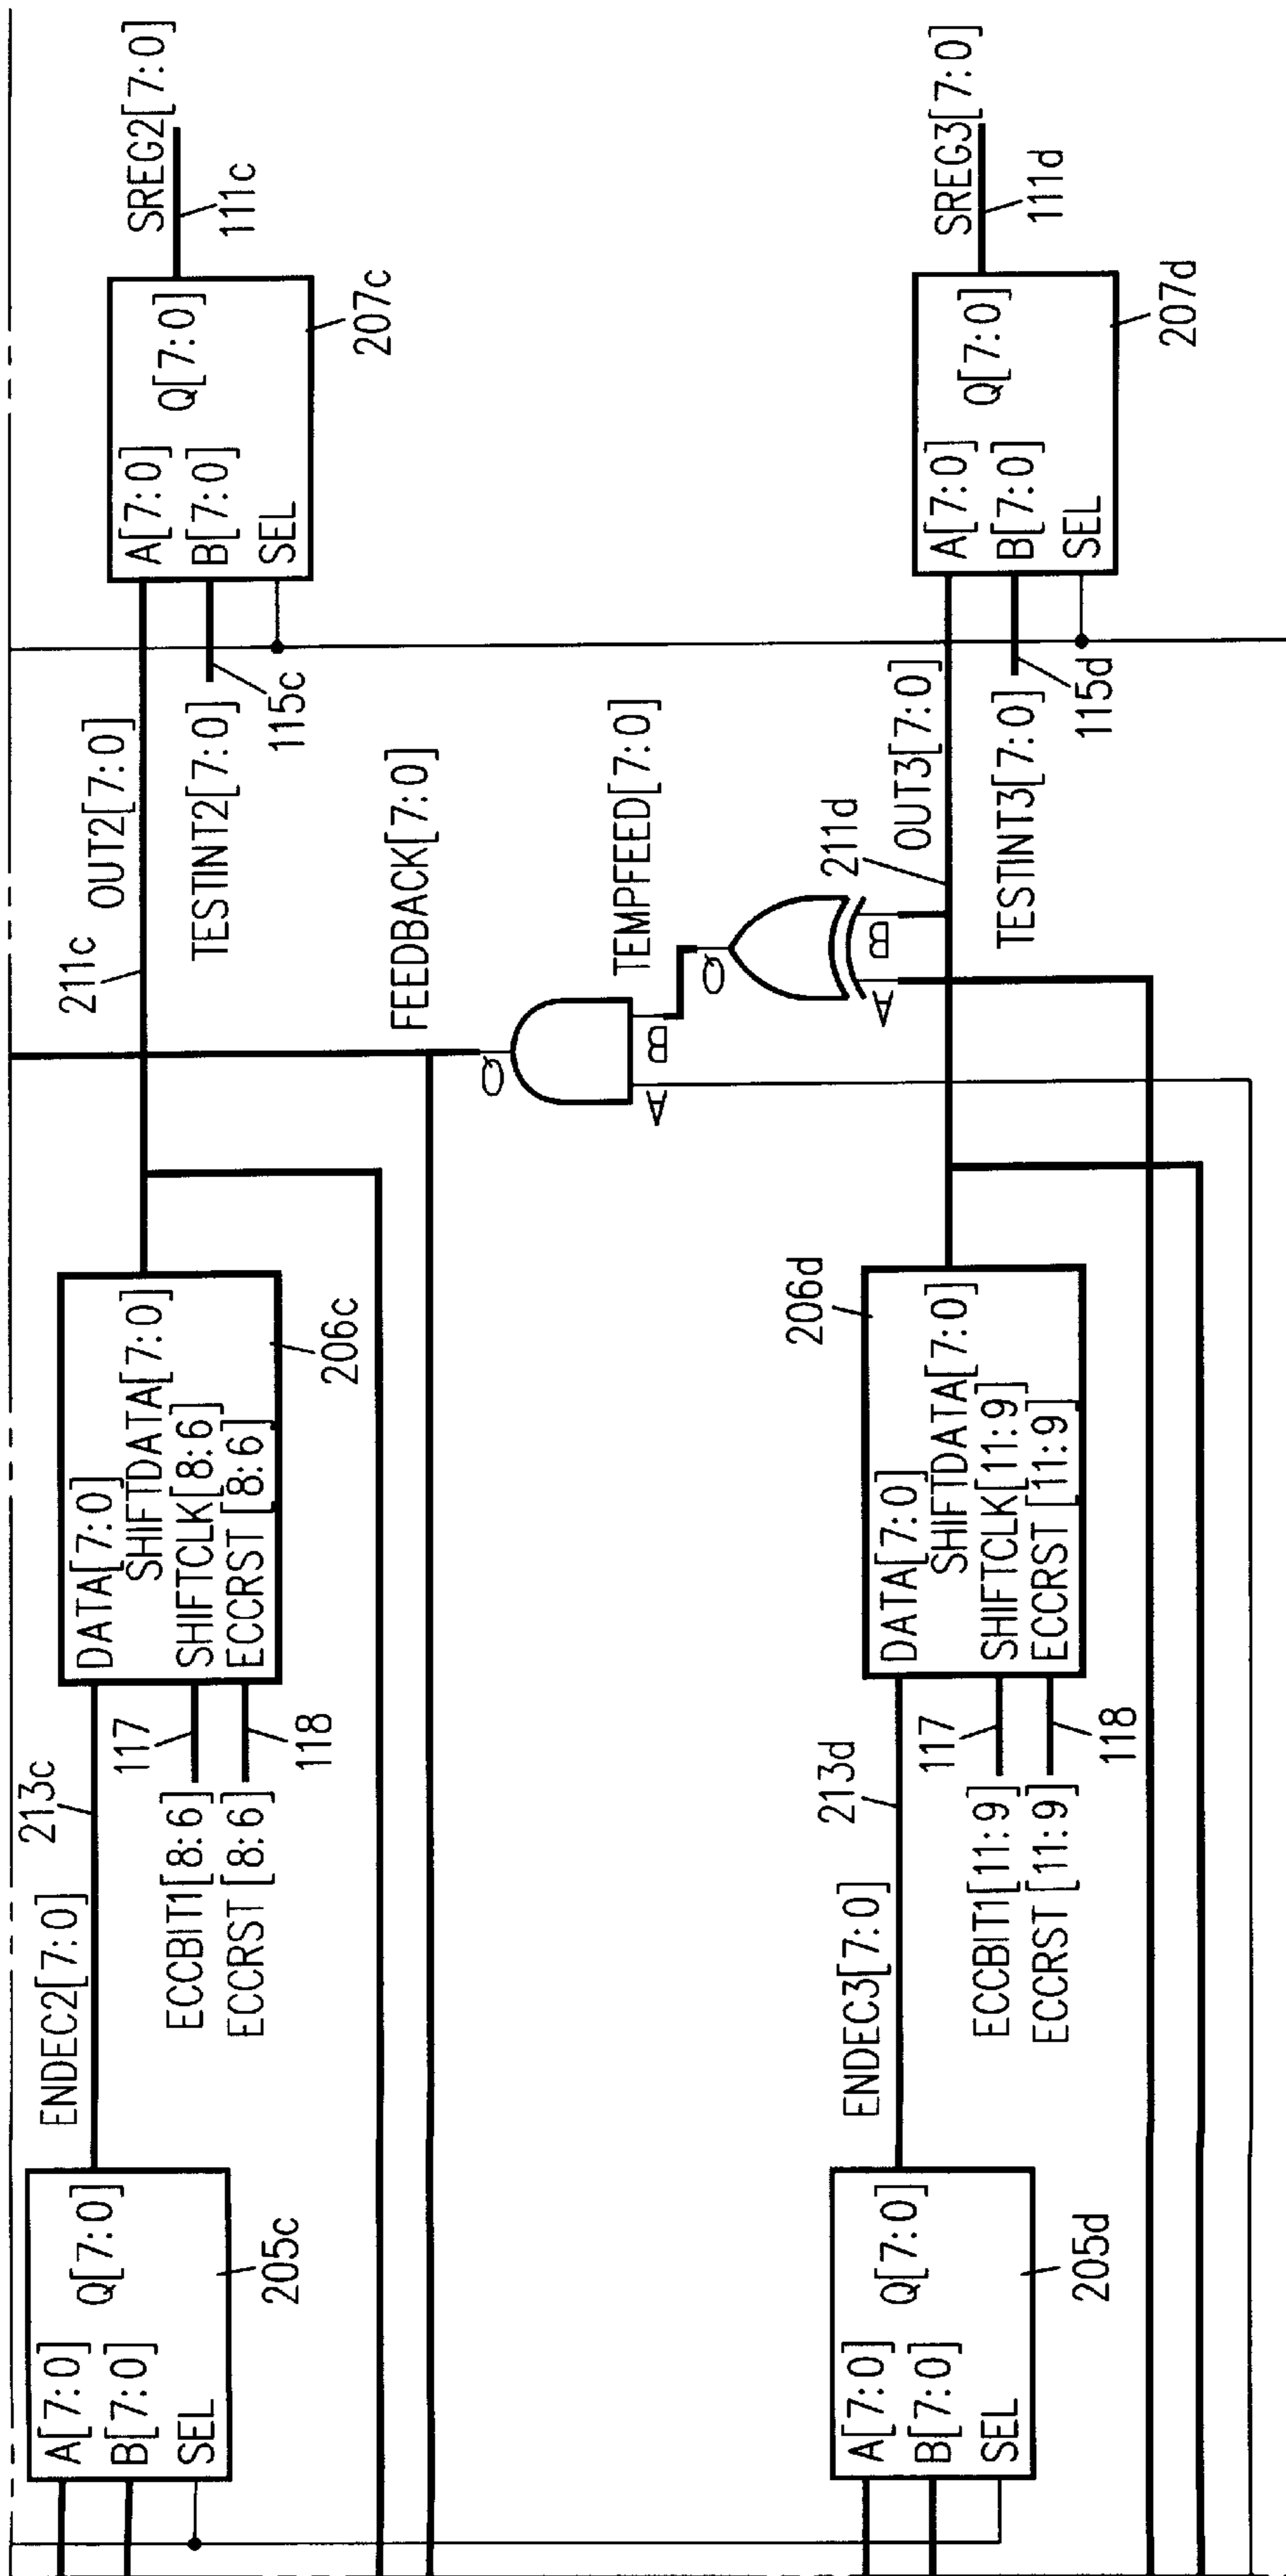 A[7:0]
B[7:0]
SEL
Q[7:0]
205c
ENDEC2[7:0]
213c
ECCBIT1[8:6]
ECCRST [8:6]
117
118
DATA[7:0]
SHIFTDATA[7:0]
SHIFTCLK[8:6]
ECCRST [8:6]
206c
211c
OUT2[7:0]
TESTINT2[7:0]
115c
A[7:0]
B[7:0]
SEL
Q[7:0]
207c
SREG2[7:0]
111c
FEEDBACK[7:0]
Q
A
B
TEMPFEED[7:0]
Q
A
B
A[7:0]
B[7:0]
SEL
Q[7:0]
205d
ENDEC3[7:0]
213d
ECCBIT1[11:9]
ECCRST [11:9]
117
118
DATA[7:0]
SHIFTDATA[7:0]
SHIFTCLK[11:9]
ECCRST [11:9]
206d
211d
OUT3[7:0]
TESTINT3[7:0]
115d
A[7:0]
B[7:0]
SEL
Q[7:0]
207d
SREG3[7:0]
111d